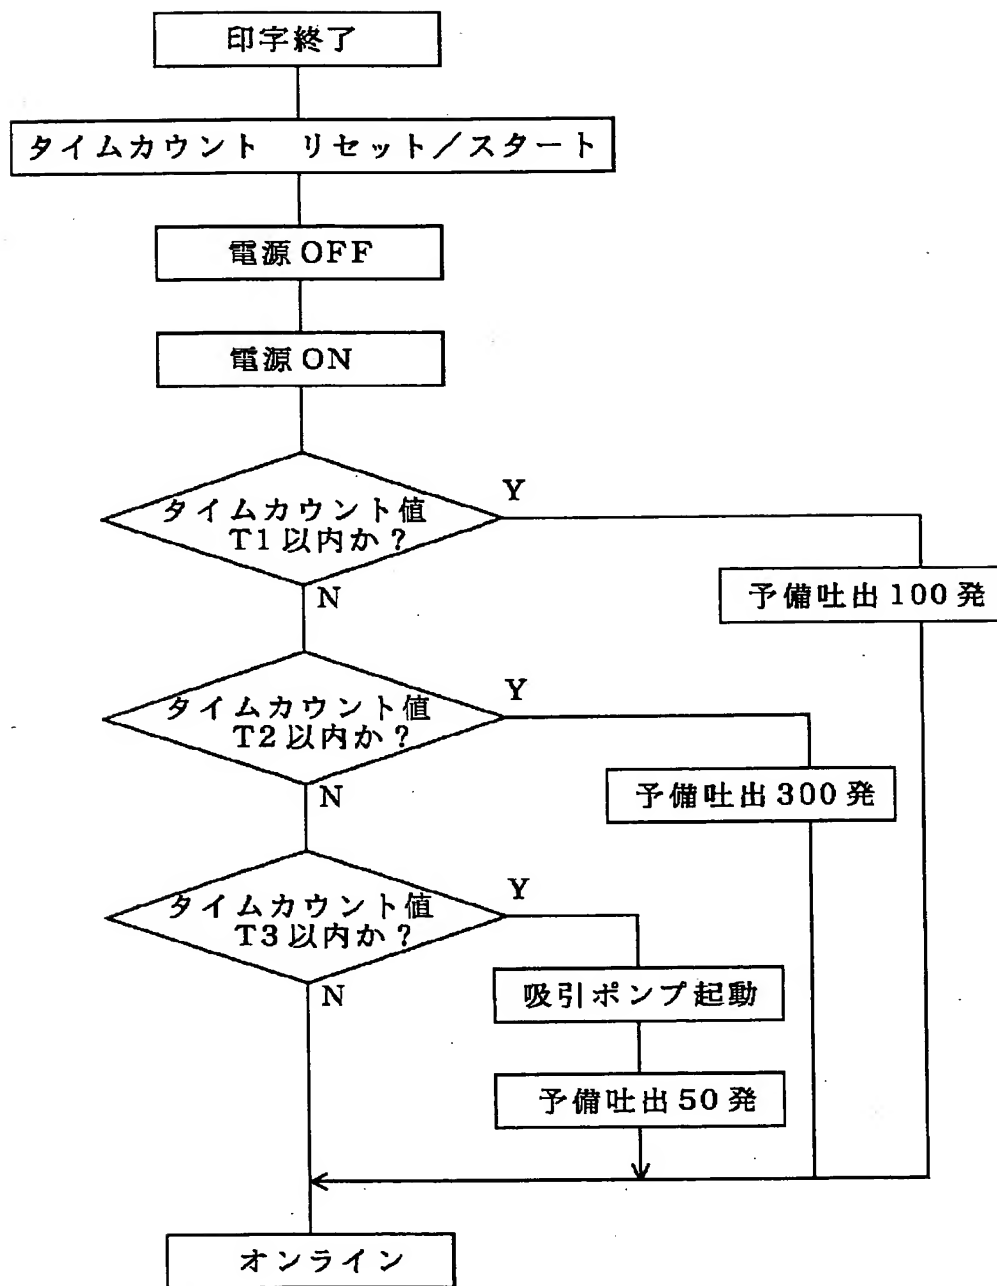 印字終了
タイムカウント　リセット／スタート
電源OFF
電源ON
タイムカウント値
T1以内か？
Y
N
予備吐出100発
タイムカウント値
T2以内か？
Y
N
予備吐出300発
タイムカウント値
T3以内か？
Y
N
吸引ポンプ起動
予備吐出50発
オンライン